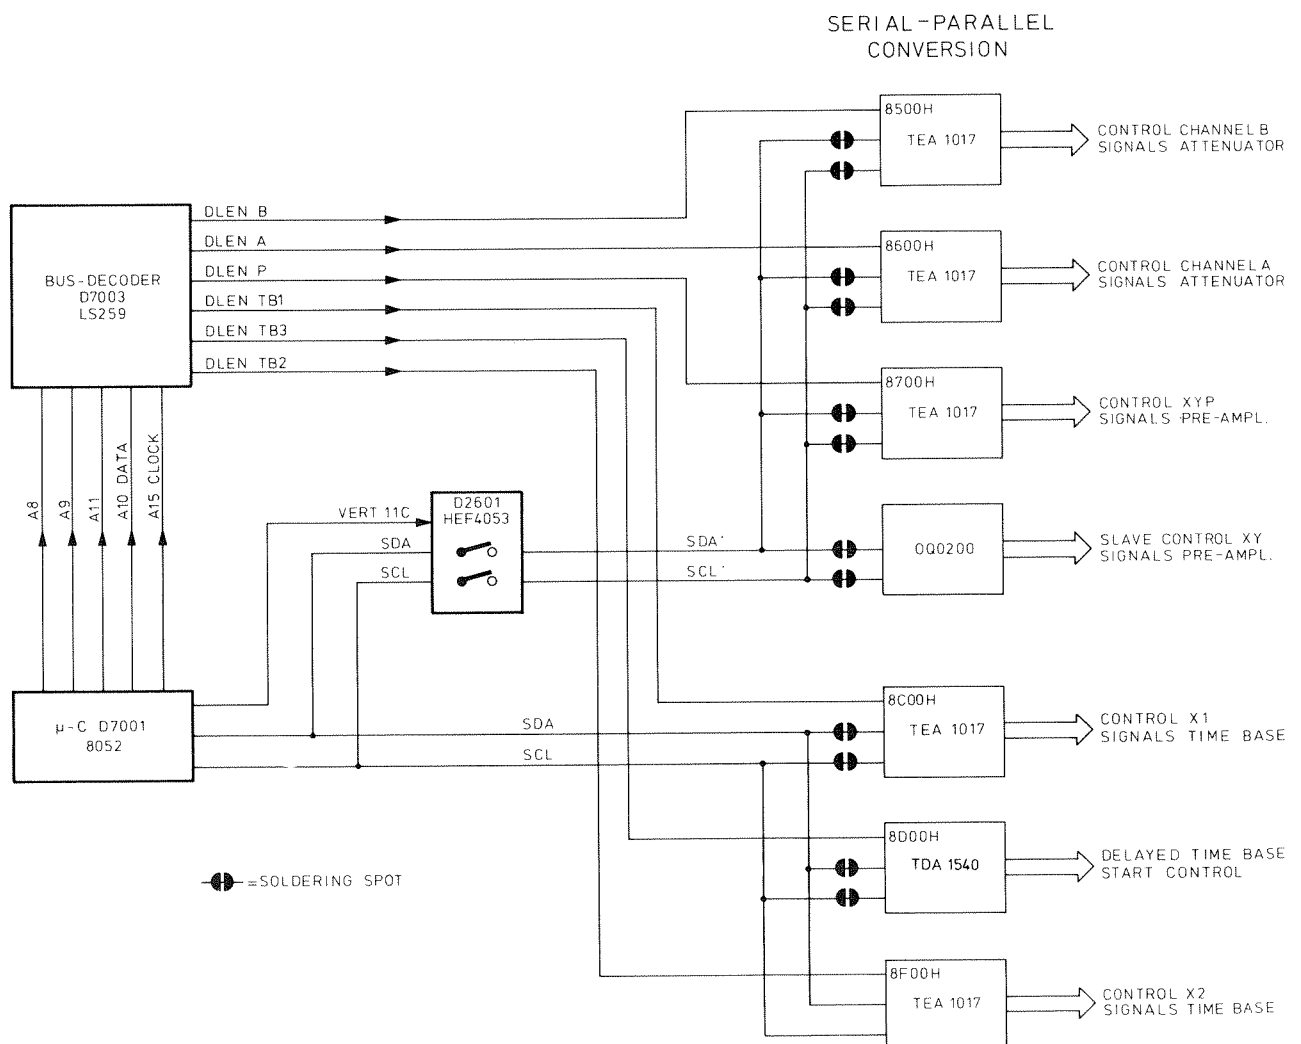 SERIAL-PARALLEL
CONVERSION
8500H
TEA 1017
CONTROL CHANNEL B
SIGNALS ATTENUATOR
DLEN B
DLEN A
DLEN P
DLEN TB1
DLEN TB3
DLEN TB2
BUS-DECODER
D7003
LS259
8600H
TEA 1017
CONTROL CHANNEL A
SIGNALS ATTENUATOR
8700H
TEA 1017
CONTROL XYP
SIGNALS PRE-AMPL.
A8
A9
A11
A10 DATA
A15 CLOCK
VERT 11C
SDA
SCL
D2601
HEF4053
SDA'
SCL'
OQ0200
SLAVE CONTROL XY
SIGNALS PRE-AMPL.
µ-C D7001
8052
SDA
SCL
8C00H
TEA 1017
CONTROL X1
SIGNALS TIME BASE
8D00H
TDA 1540
DELAYED TIME BASE
START CONTROL
=SOLDERING SPOT
8F00H
TEA 1017
CONTROL X2
SIGNALS TIME BASE